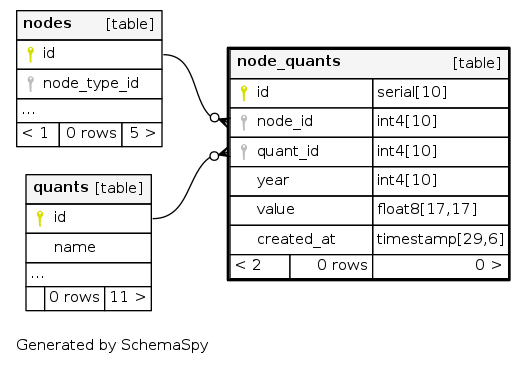 nodes [table]
id
node_type_id
...
< 1 0 rows 5 >
node_quants [table]
id serial[10]
node_id int4[10]
quant_id int4[10]
year int4[10]
value float8[17,17]
created_at timestamp[29,6]
< 2 0 rows 0 >
quants [table]
id
name
...
0 rows 11 >
Generated by SchemaSpy